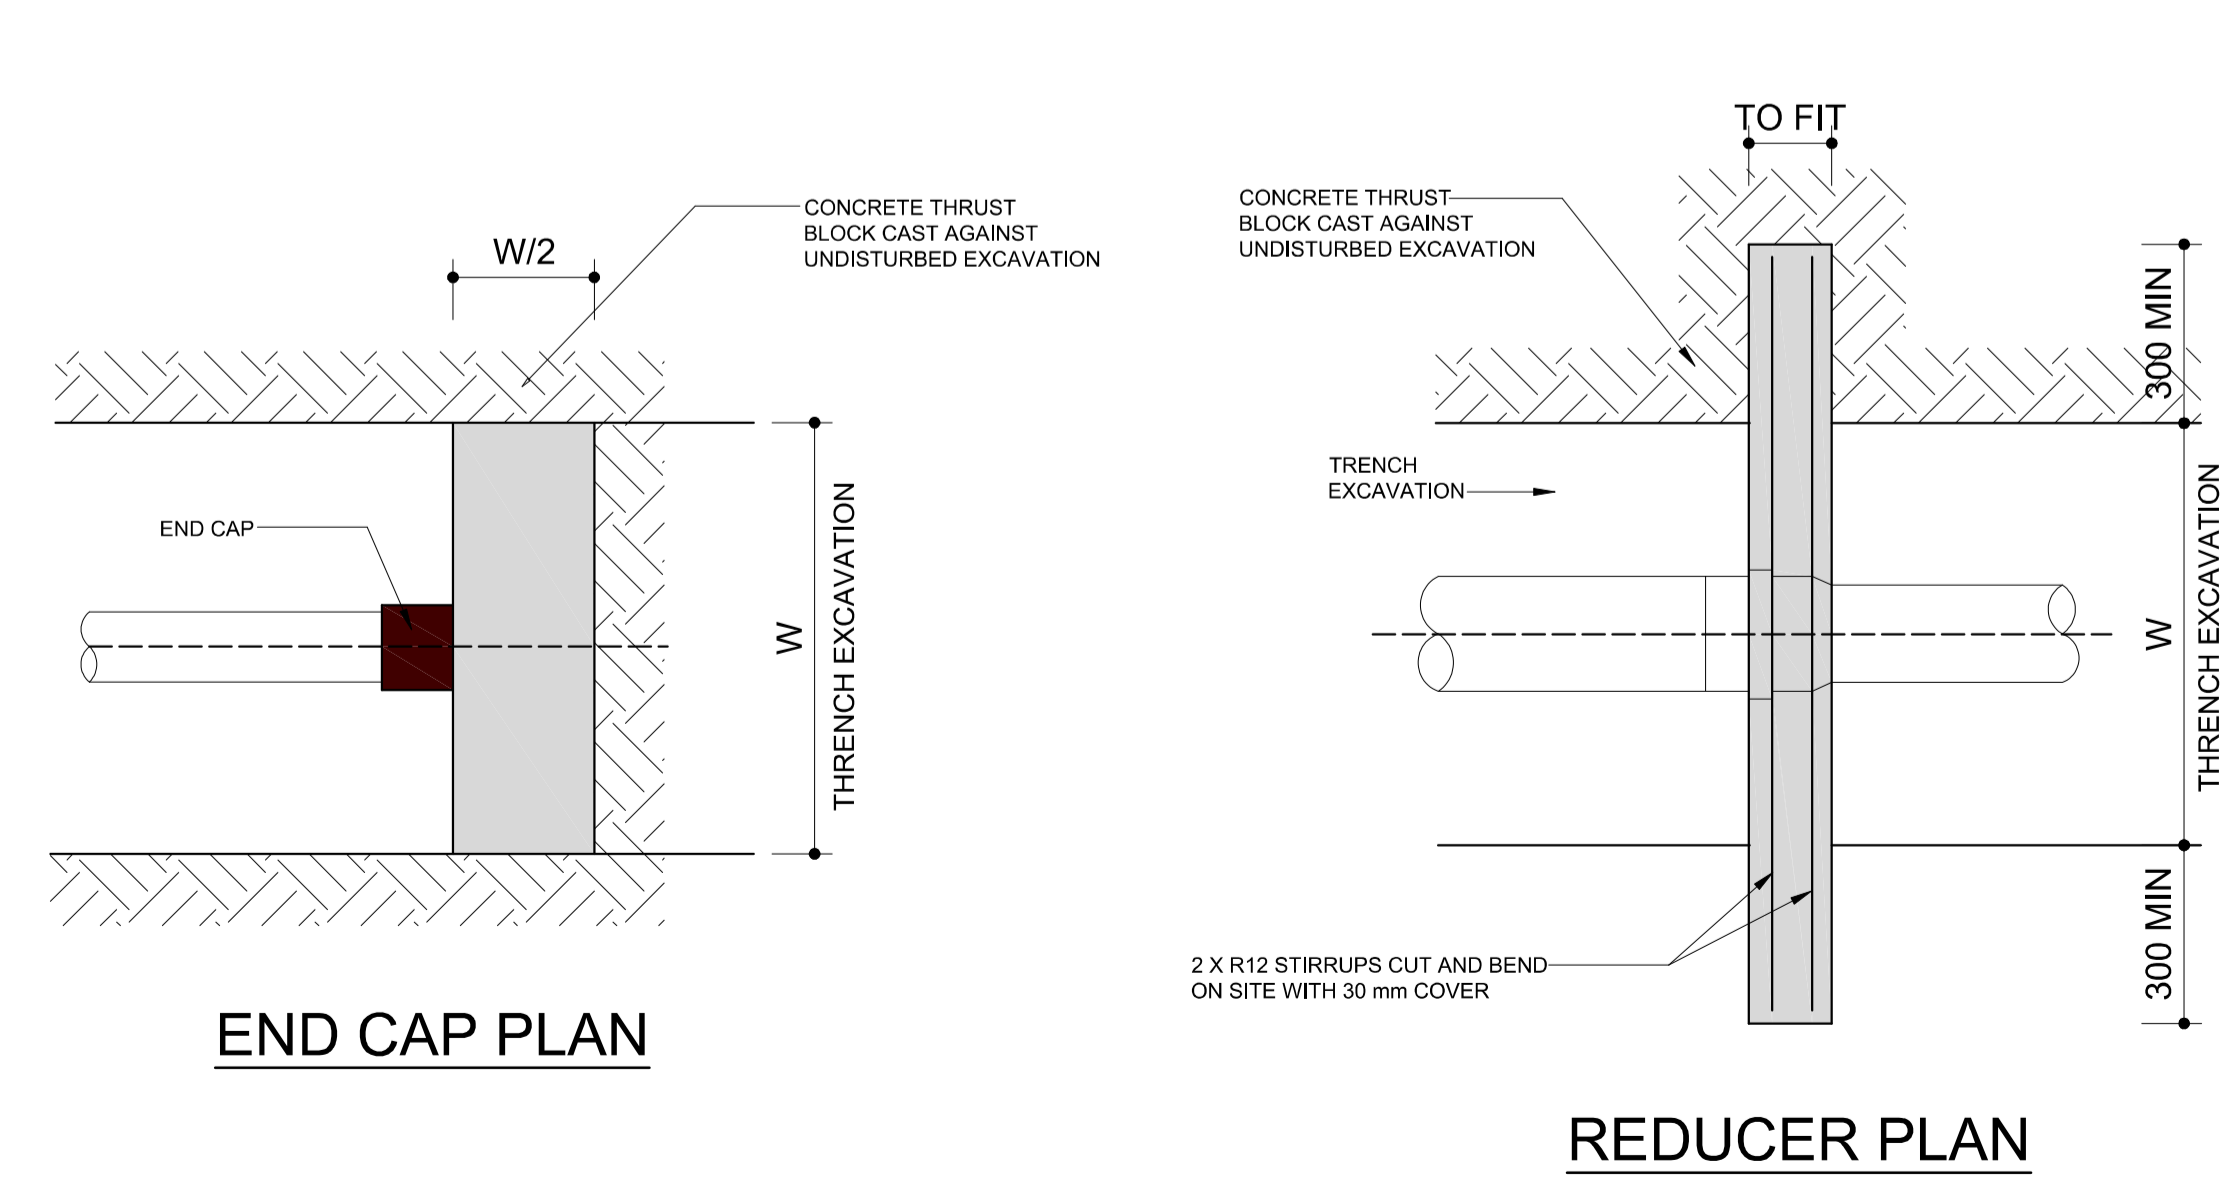 W/2
CONCRETE THRUST
BLOCK CAST AGAINST
UNDISTURBED EXCAVATION
END CAP
W
THRENCH EXCAVATION
END CAP PLAN
TO FIT
CONCRETE THRUST
BLOCK CAST AGAINST
UNDISTURBED EXCAVATION
300 MIN
TRENCH
EXCAVATION
W
THRENCH EXCAVATION
2 X R12 STIRRUPS CUT AND BEND
ON SITE WITH 30 mm COVER
300 MIN
REDUCER PLAN